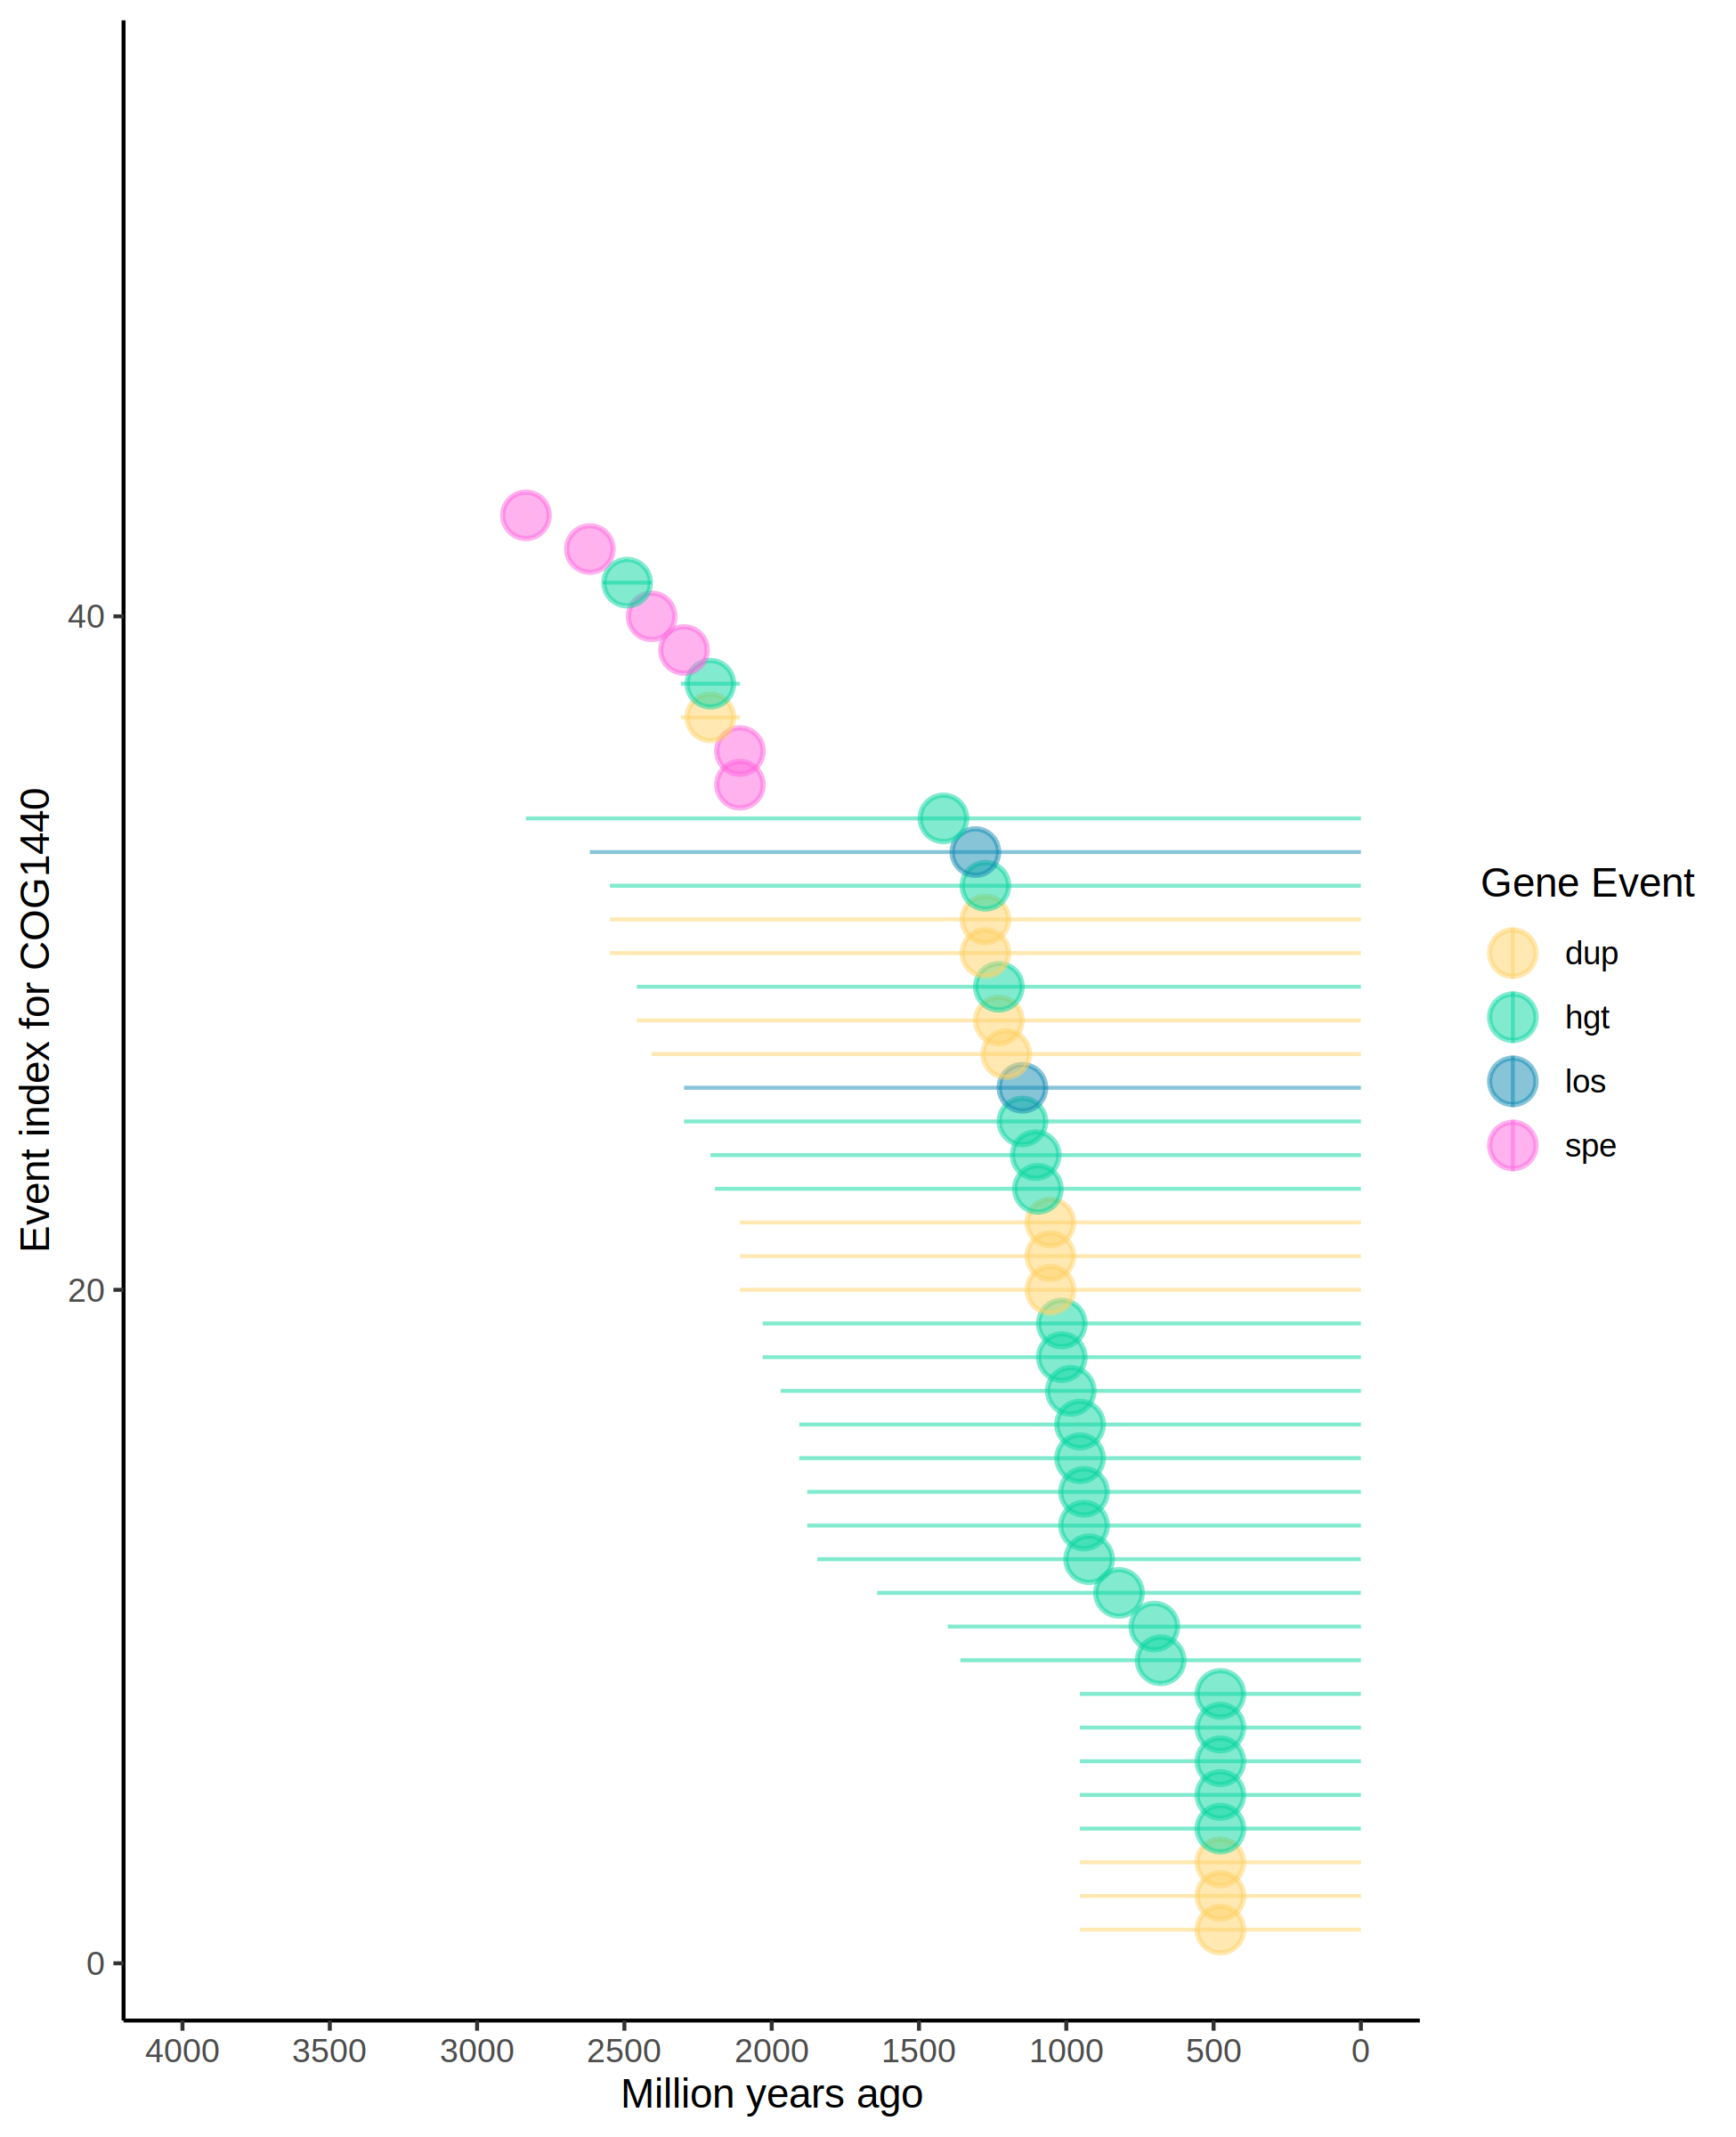 Event index for COG1440
40
20
0
4000 3500 3000 2500 2000 1500 1000 500 0
Million years ago
Gene Event
dup
hgt
los
spe